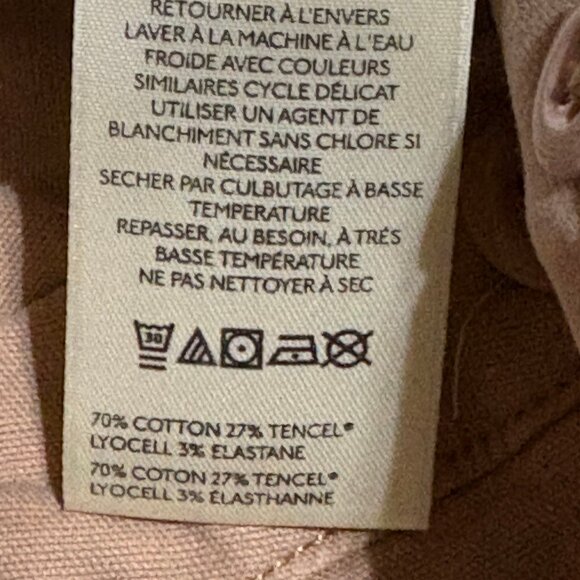 RETOURNER À L'ENVERS
LAVER À LA MACHINE À L'EAU
FROIDE AVEC COULEURS
SIMILAIRES CYCLE DÉLICAT
UTILISER UN AGENT DE
BLANCHIMENT SANS CHLORE SI
NÉCESSAIRE
SECHER PAR CULBUTAGE À BASSE
TEMPERATURE
REPASSER, AU BESOIN, À TRÉS
BASSE TEMPÉRATURE
NE PAS NETTOYER À SEC
30
70% COTTON 27% TENCEL®
LYOCELL 3% ELASTANE
70% COTON 27% TENCEL®
LYOCELL 3% ÉLASTHANNE